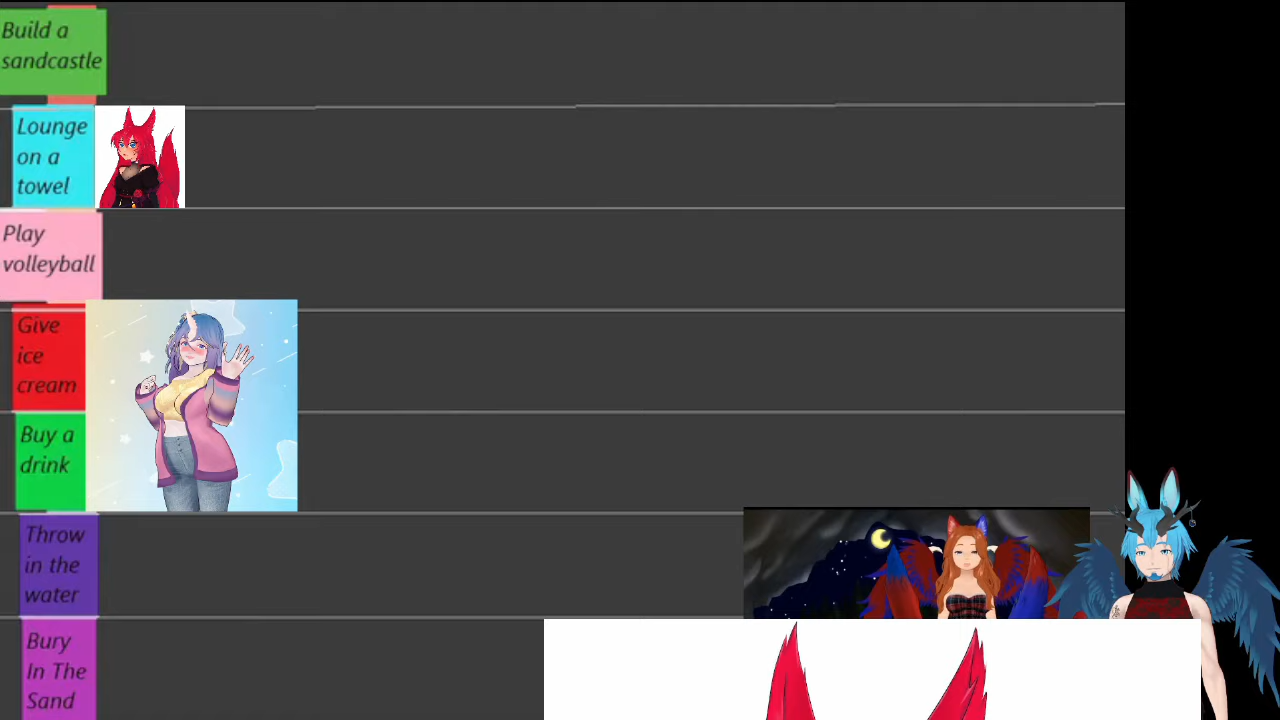 Build a
sandcastle
Lounge
on a
towel
Play
volleyball
Give
ice
cream
Buy a
drink
Throw
in the
water
Bury
In The
Sand